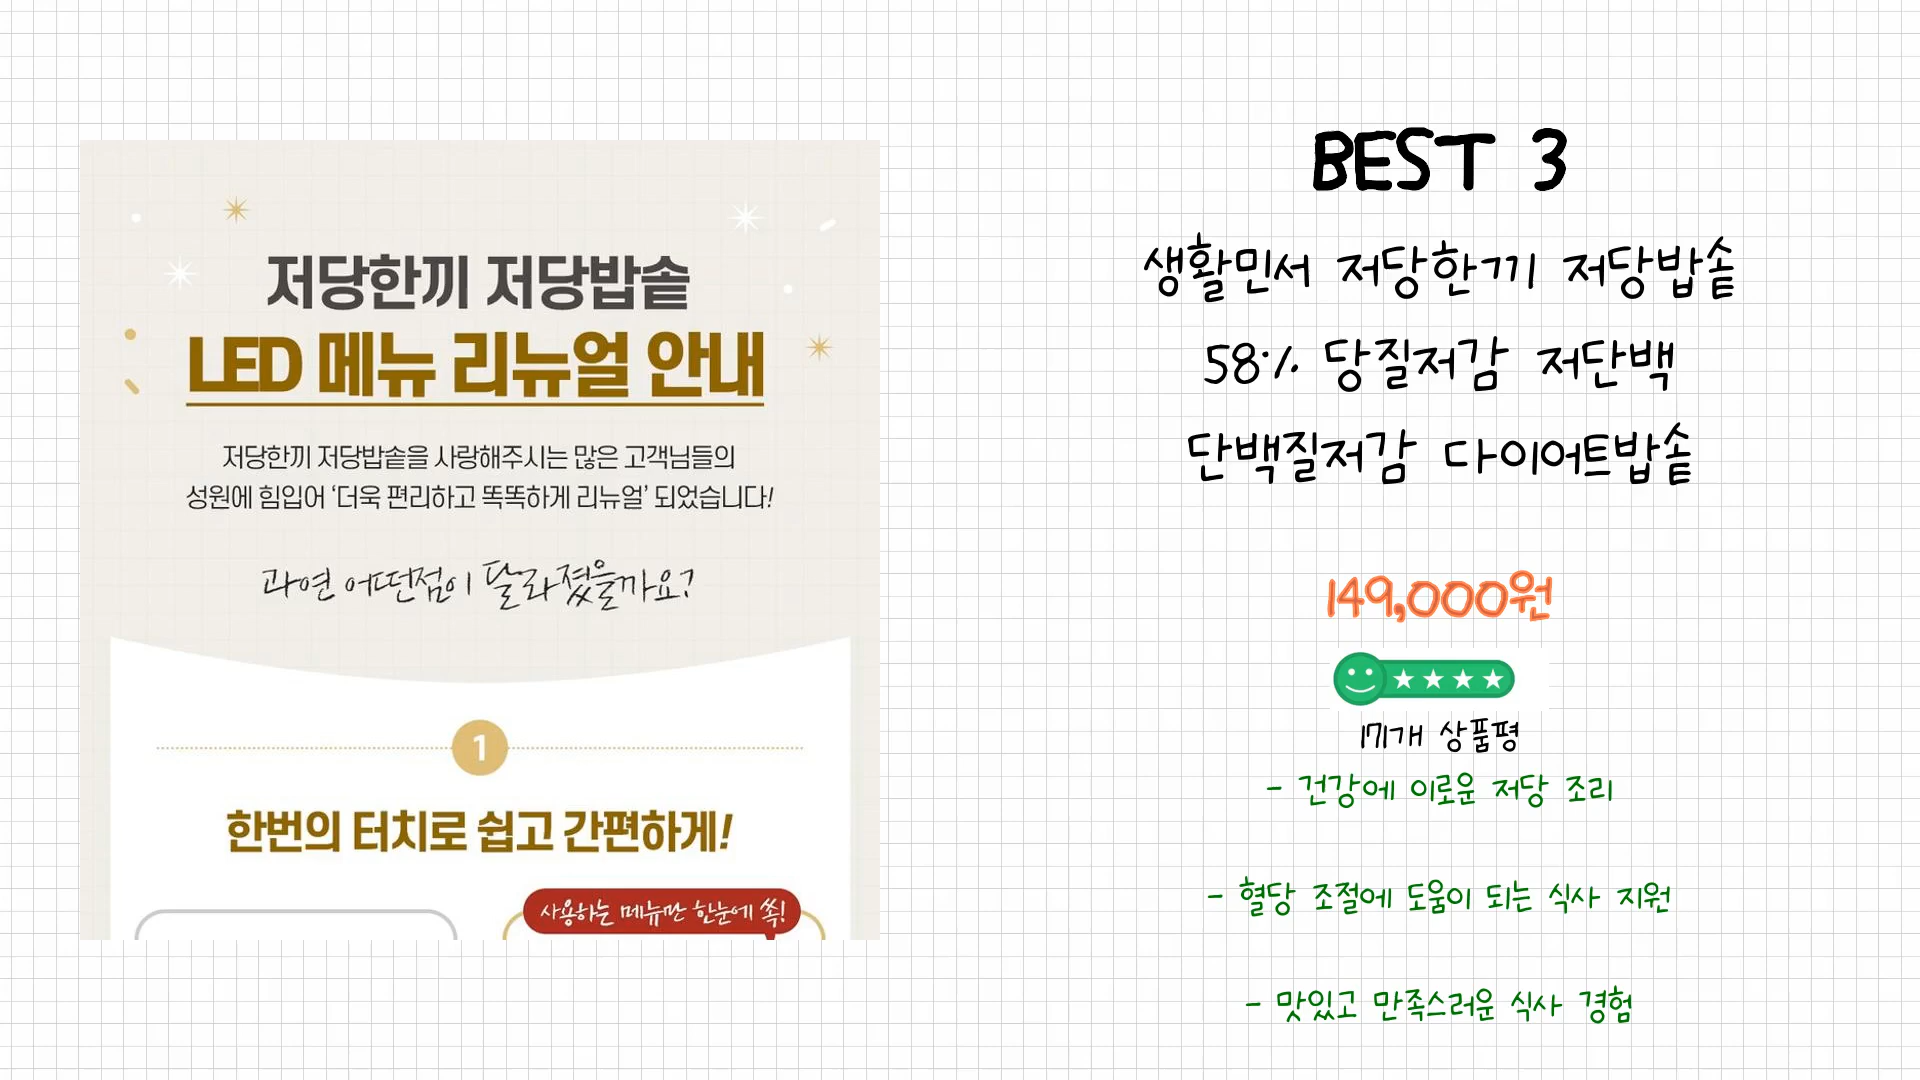 저당한끼 저당밥솥
LED 메뉴 리뉴얼 안내
저당한끼 저당밥솥을 사랑해주시는 많은 고객님들의
성원에 힘입어 ‘더욱 편리하고 똑똑하게 리뉴얼’ 되었습니다!
과연 어떤점이 달라졌을까요?
1
한번의 터치로 쉽고 간편하게!
사용하는 메뉴만 한눈에 쏙!
BEST 3
생활민서 저당한끼 저당밥솥
58% 당질저감 저단백
단백질저감 다이어트밥솥
149,000원
171개 상품평
- 건강에 이로운 저당 조리
- 혈당 조절에 도움이 되는 식사 지원
- 맛있고 만족스러운 식사 경험